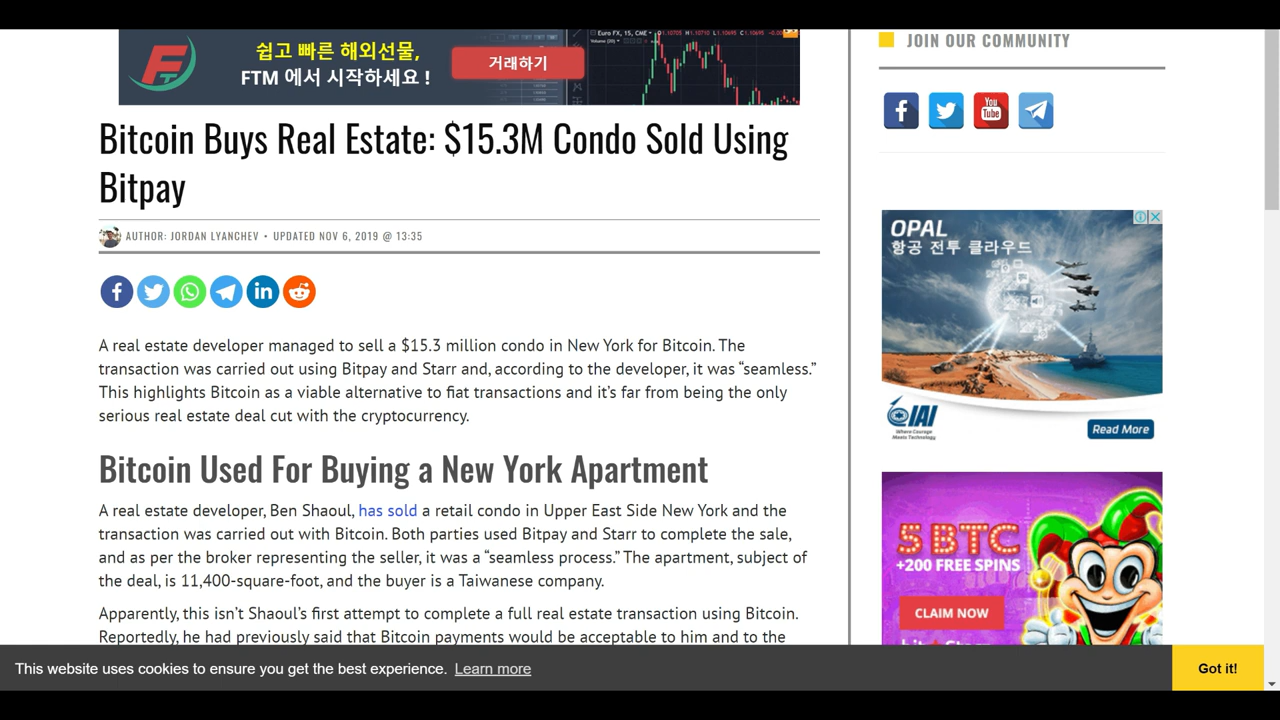 쉽고 빠른 해외선물,
FTM 에서 시작하세요 !
거래하기
Euro FX, 15, CME
Bitcoin Buys Real Estate: $15.3M Condo Sold Using
Bitpay
AUTHOR: JORDAN LYANCHEV • UPDATED NOV 6, 2019 @ 13:35
A real estate developer managed to sell a $15.3 million condo in New York for Bitcoin. The
transaction was carried out using Bitpay and Starr and, according to the developer, it was “seamless.”
This highlights Bitcoin as a viable alternative to fiat transactions and it’s far from being the only
serious real estate deal cut with the cryptocurrency.
Bitcoin Used For Buying a New York Apartment
A real estate developer, Ben Shaoul, has sold a retail condo in Upper East Side New York and the
transaction was carried out with Bitcoin. Both parties used Bitpay and Starr to complete the sale,
and as per the broker representing the seller, it was a “seamless process.” The apartment, subject of
the deal, is 11,400-square-foot, and the buyer is a Taiwanese company.
Apparently, this isn’t Shaoul’s first attempt to complete a full real estate transaction using Bitcoin.
Reportedly, he had previously said that Bitcoin payments would be acceptable to him and to the
JOIN OUR COMMUNITY
You
Tube
OPAL
항공 전투 클라우드
IAI
Where Courage
Meets Technology
Read More
5 BTC
+200 FREE SPINS
CLAIM NOW
This website uses cookies to ensure you get the best experience. Learn more
Got it!